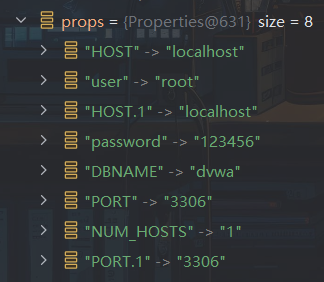 props = {Properties@631} size = 8
"HOST" -> "localhost"
"user" -> "root"
"HOST.1" -> "localhost"
"password" -> "123456"
"DBNAME" -> "dvwa"
"PORT" -> "3306"
"NUM_HOSTS" -> "1"
"PORT.1" -> "3306"